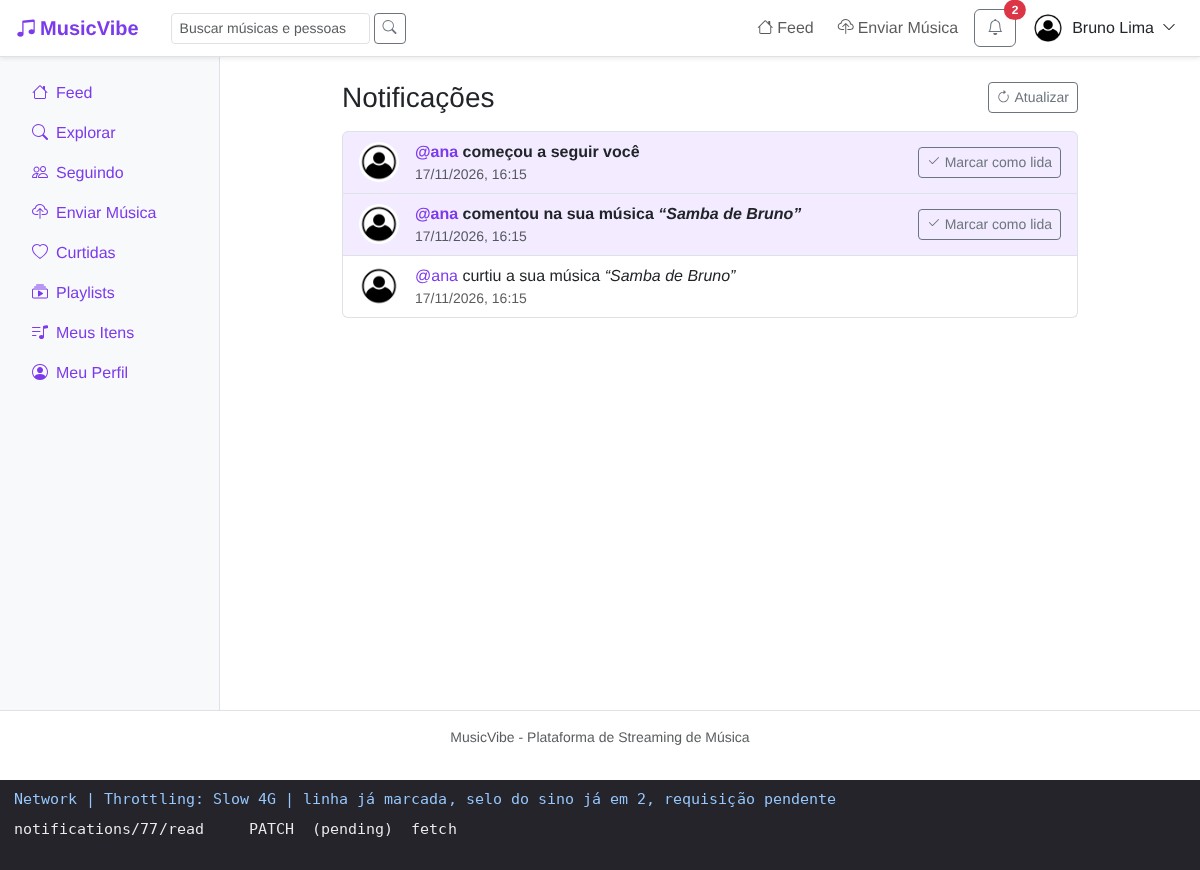 MusicVibe
Buscar músicas e pessoas
Feed
Enviar Música
2
Bruno Lima
Feed
Explorar
Seguindo
Enviar Música
Curtidas
Playlists
Meus Itens
Meu Perfil
Notificações
Atualizar
@ana começou a seguir você
17/11/2026, 16:15
Marcar como lida
@ana comentou na sua música “Samba de Bruno”
17/11/2026, 16:15
Marcar como lida
@ana curtiu a sua música “Samba de Bruno”
17/11/2026, 16:15
MusicVibe - Plataforma de Streaming de Música
Network | Throttling: Slow 4G | linha já marcada, selo do sino já em 2, requisição pendente
notifications/77/read PATCH (pending) fetch